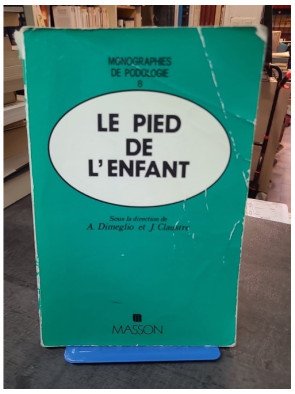 MONOGRAPHIES
DE PODOLOGIE
8
LE PIED
DE
L'ENFANT
Sous la direction de
A. Dimeglio et J. Claustre
MASSON